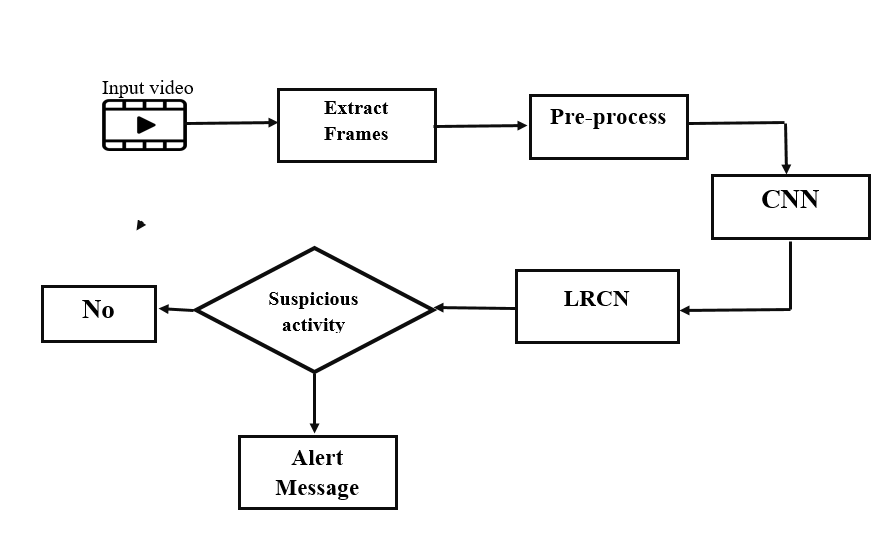 Input video
Extract
Frames
Pre-process
CNN
LRCN
Suspicious
activity
No
Alert
Message